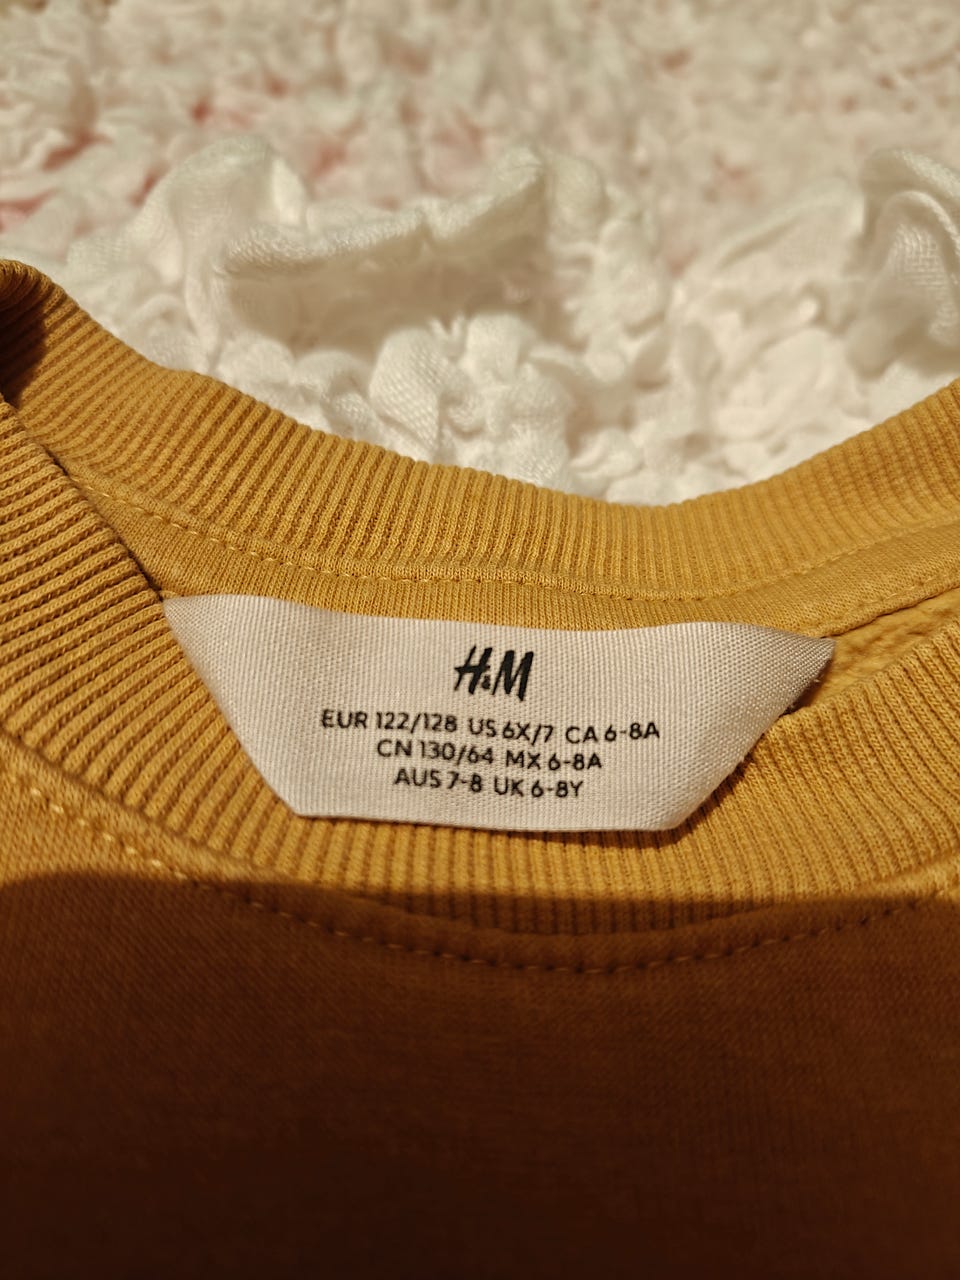 H&M
EUR 122/128 US 6X/7 CA 6-8A
CN 130/64 MX 6-8A
AUS 7-8 UK 6-8Y